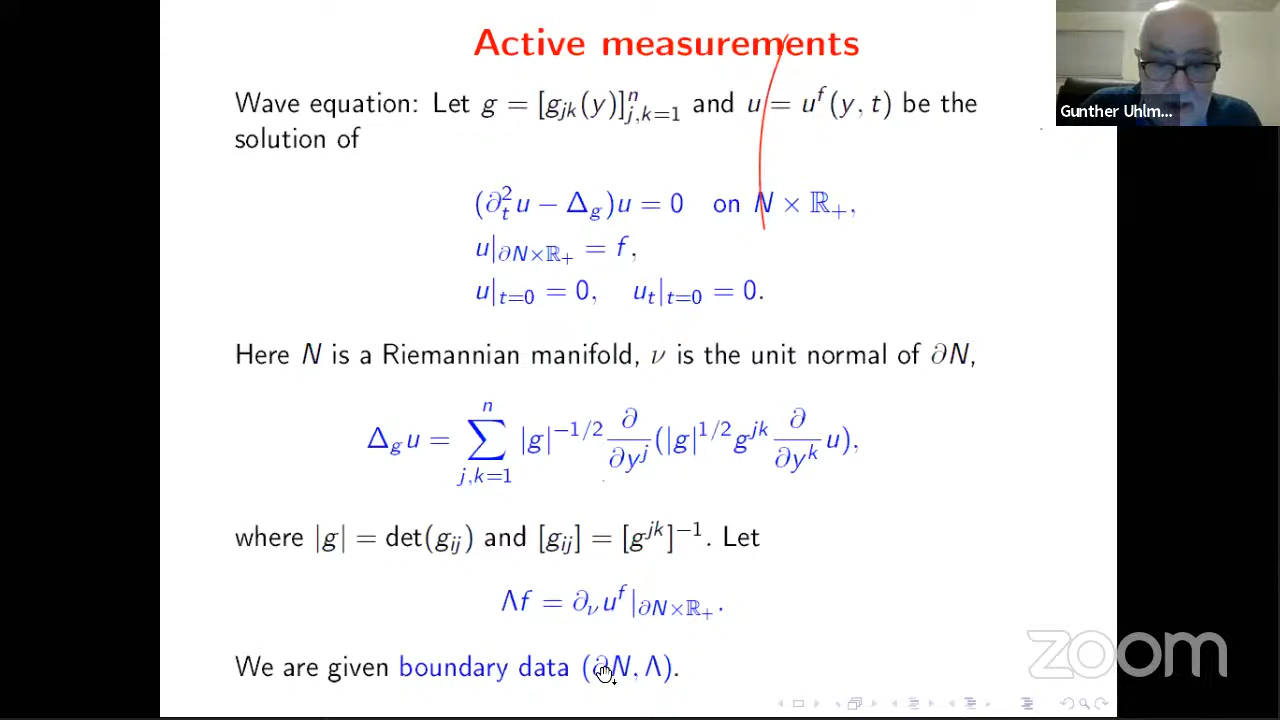 Active measurements
Wave equation: Let g = [g_{jk}(y)]^n_{j,k=1} and u = u^f(y, t) be the
solution of
(∂_t^2 u − Δ_g)u = 0 on N × ℝ_+,
u|_{∂N×ℝ_+} = f,
u|_{t=0} = 0, u_t|_{t=0} = 0.
Here N is a Riemannian manifold, ν is the unit normal of ∂N,
Δ_g u = ∑_{j,k=1}^n |g|^{−1/2} ∂/∂y^j (|g|^{1/2} g^{jk} ∂/∂y^k u),
where |g| = det(g_{ij}) and [g_{ij}] = [g^{jk}]^{−1}. Let
Λf = ∂_ν u^f|_{∂N×ℝ_+}.
We are given boundary data (∂N, Λ).
Gunther Uhlm...
zoom